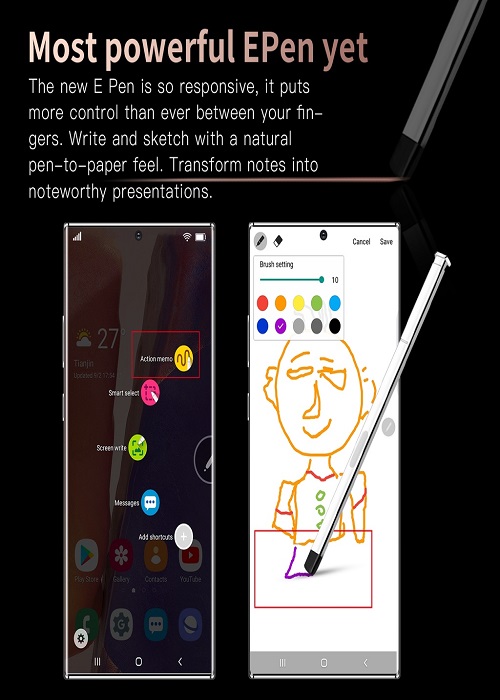 Most powerful EPen yet
The new E Pen is so responsive, it puts
more control than ever between your fin-
gers. Write and sketch with a natural
pen-to-paper feel. Transform notes into
noteworthy presentations.
27°
Tianjin
Action memo
Smart select
Screen write
Messages
Add shortcuts
Play Store
Gallery
Contacts
YouTube
Cancel Save
Brush setting
10